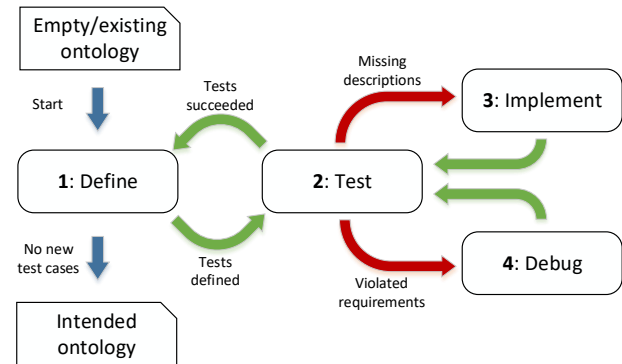 Empty/existing
ontology
Start
Tests
succeeded
Missing
descriptions
3: Implement
1: Define
2: Test
No new
test cases
Tests
defined
Violated
requirements
4: Debug
Intended
ontology